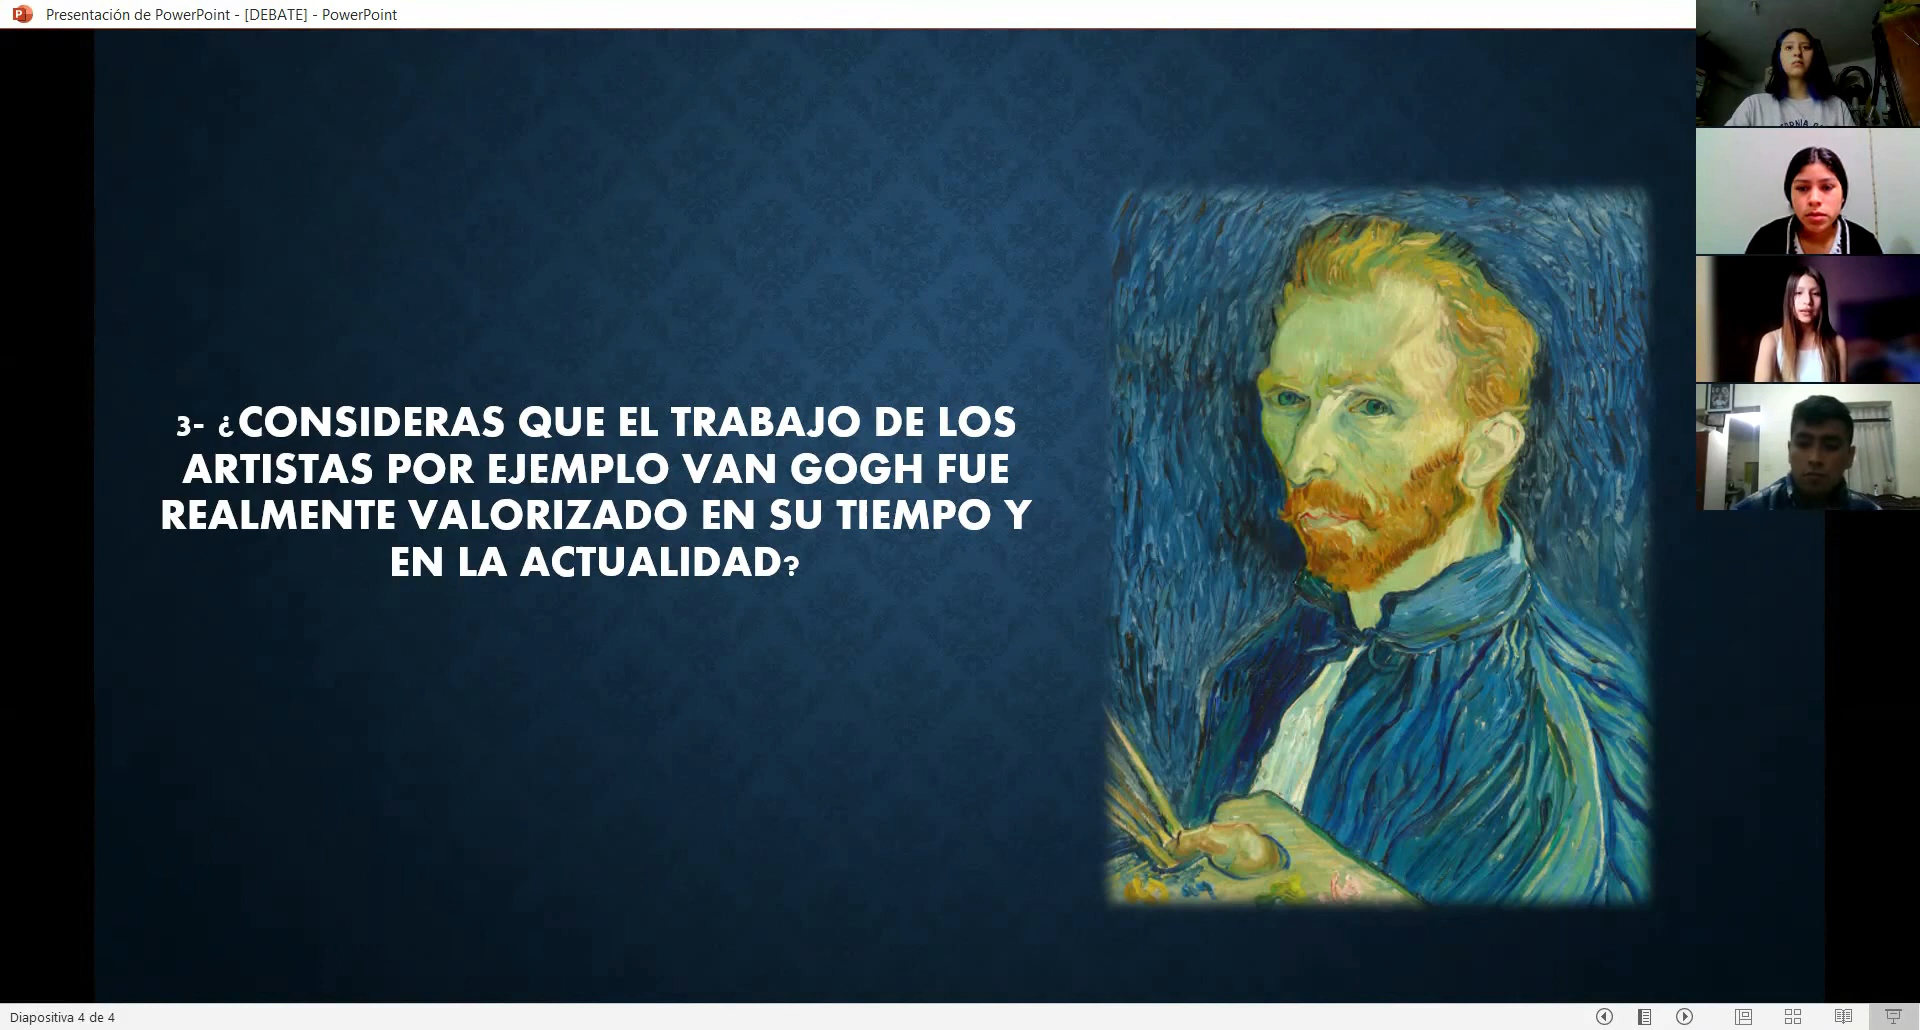 Presentación de PowerPoint - [DEBATE] - PowerPoint
3- ¿CONSIDERAS QUE EL TRABAJO DE LOS
ARTISTAS POR EJEMPLO VAN GOGH FUE
REALMENTE VALORIZADO EN SU TIEMPO Y
EN LA ACTUALIDAD?
Diapositiva 4 de 4